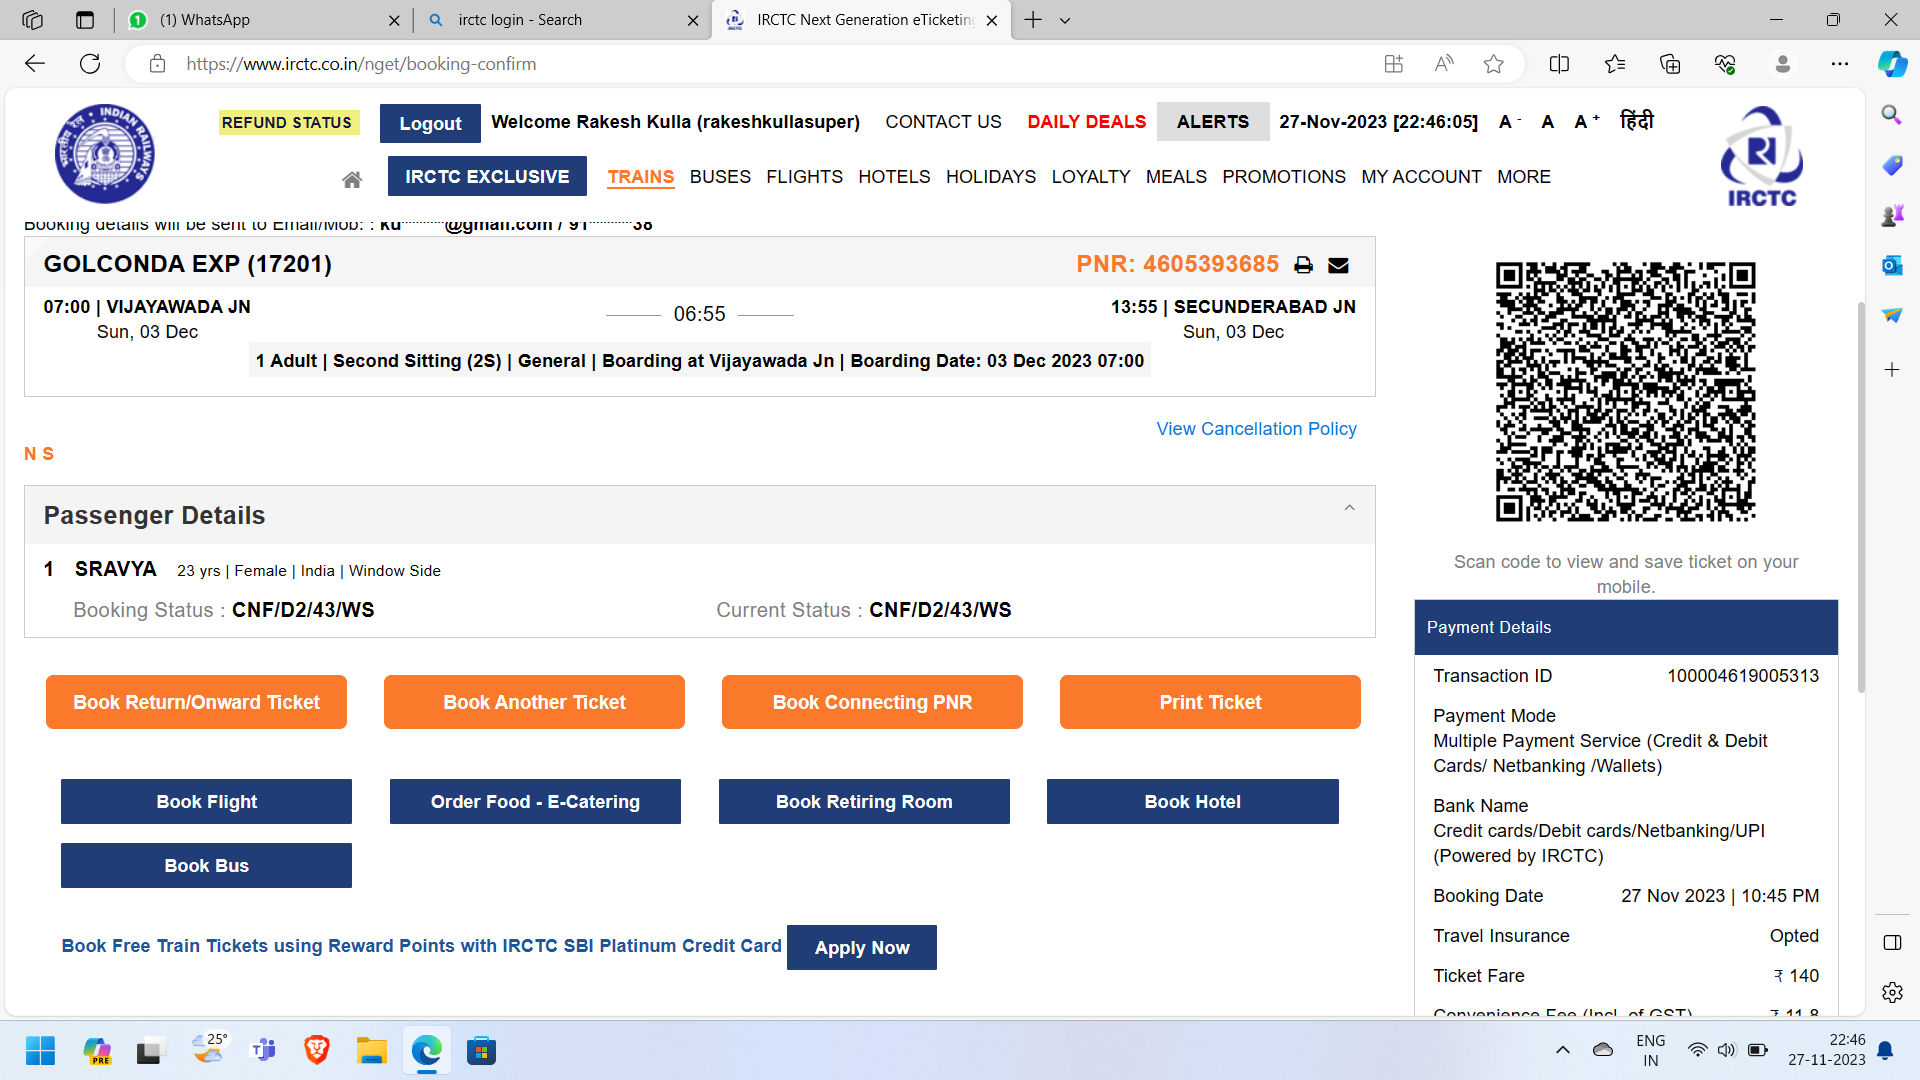 (1) WhatsApp
irctc login - Search
IRCTC Next Generation eTicketing
https://www.irctc.co.in/nget/booking-confirm
INDIAN RAILWAYS
REFUND STATUS
Logout
Welcome Rakesh Kulla (rakeshkullasuper)
CONTACT US
DAILY DEALS
ALERTS
27-Nov-2023 [22:46:05]
A - A A +
हिंदी
IRCTC EXCLUSIVE
TRAINS
BUSES
FLIGHTS
HOTELS
HOLIDAYS
LOYALTY
MEALS
PROMOTIONS
MY ACCOUNT
MORE
IRCTC
Booking details will be sent to Email/Mob: : ku**********@gmail.com / 91**********38
GOLCONDA EXP (17201)
PNR: 4605393685
07:00 | VIJAYAWADA JN
Sun, 03 Dec
06:55
13:55 | SECUNDERABAD JN
Sun, 03 Dec
1 Adult | Second Sitting (2S) | General | Boarding at Vijayawada Jn | Boarding Date: 03 Dec 2023 07:00
View Cancellation Policy
N S
Passenger Details
1 SRAVYA 23 yrs | Female | India | Window Side
Booking Status : CNF/D2/43/WS
Current Status : CNF/D2/43/WS
Book Return/Onward Ticket
Book Another Ticket
Book Connecting PNR
Print Ticket
Book Flight
Order Food - E-Catering
Book Retiring Room
Book Hotel
Book Bus
Book Free Train Tickets using Reward Points with IRCTC SBI Platinum Credit Card
Apply Now
Scan code to view and save ticket on your
mobile.
Payment Details
Transaction ID 100004619005313
Payment Mode
Multiple Payment Service (Credit & Debit
Cards/ Netbanking /Wallets)
Bank Name
Credit cards/Debit cards/Netbanking/UPI
(Powered by IRCTC)
Booking Date 27 Nov 2023 | 10:45 PM
Travel Insurance Opted
Ticket Fare ₹ 140
Convenience Fee (Incl. of GST) ₹ 11.8
PRE
25°
ENG
IN
22:46
27-11-2023